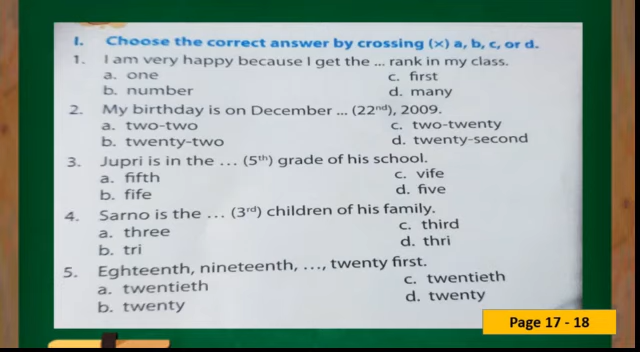 I. Choose the correct answer by crossing (×) a, b, c, or d.
1. I am very happy because I get the ... rank in my class.
a. one c. first
b. number d. many
2. My birthday is on December ... (22nd), 2009.
a. two-two c. two-twenty
b. twenty-two d. twenty-second
3. Jupri is in the ... (5th) grade of his school.
a. fifth c. vife
b. fife d. five
4. Sarno is the ... (3rd) children of his family.
a. three c. third
b. tri d. thri
5. Eghteenth, nineteenth, ..., twenty first.
a. twentieth c. twentieth
b. twenty d. twenty
Page 17 - 18